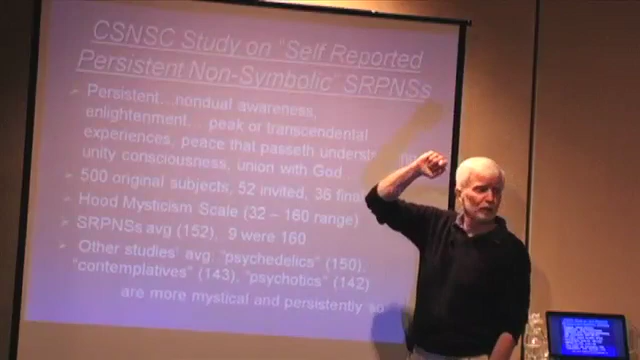 CSNSC Study on "Self Reported
Persistent Non-Symbolic" SRPNSs
Persistent…nondual awareness,
enlightenment… peak or transcendental
experiences, peace that passeth underst
unity consciousness, union with God
500 original subjects, 52 invited, 36 fina
Hood Mysticism Scale (32 – 160 range)
SRPNSs avg (152), 9 were 160
Other studies' avg, "psychedelics" (150),
"contemplatives" (143), "psychotics" (142)
are more mystical and persistently so